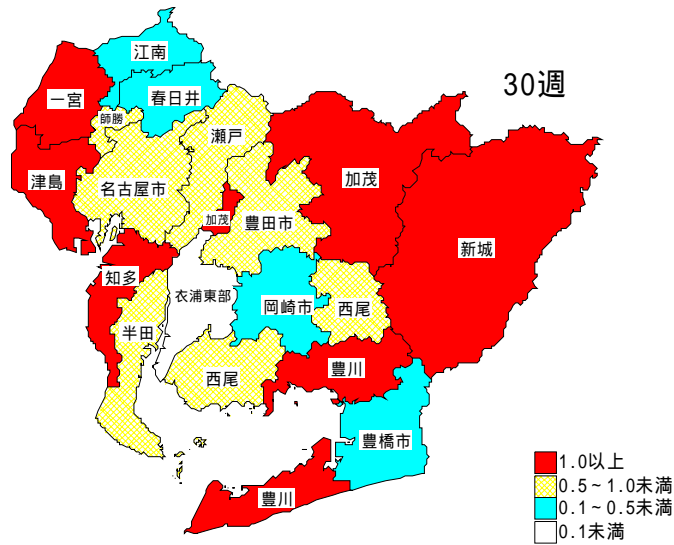 江南
30週
一宮
春日井
師勝
瀬戸
津島
名古屋市
加茂
加茂
豊田市
新城
知多
衣浦東部
岡崎市
西尾
半田
西尾
豊川
豊橋市
豊川
1.0以上
0.5~1.0未満
0.1~0.5未満
0.1未満